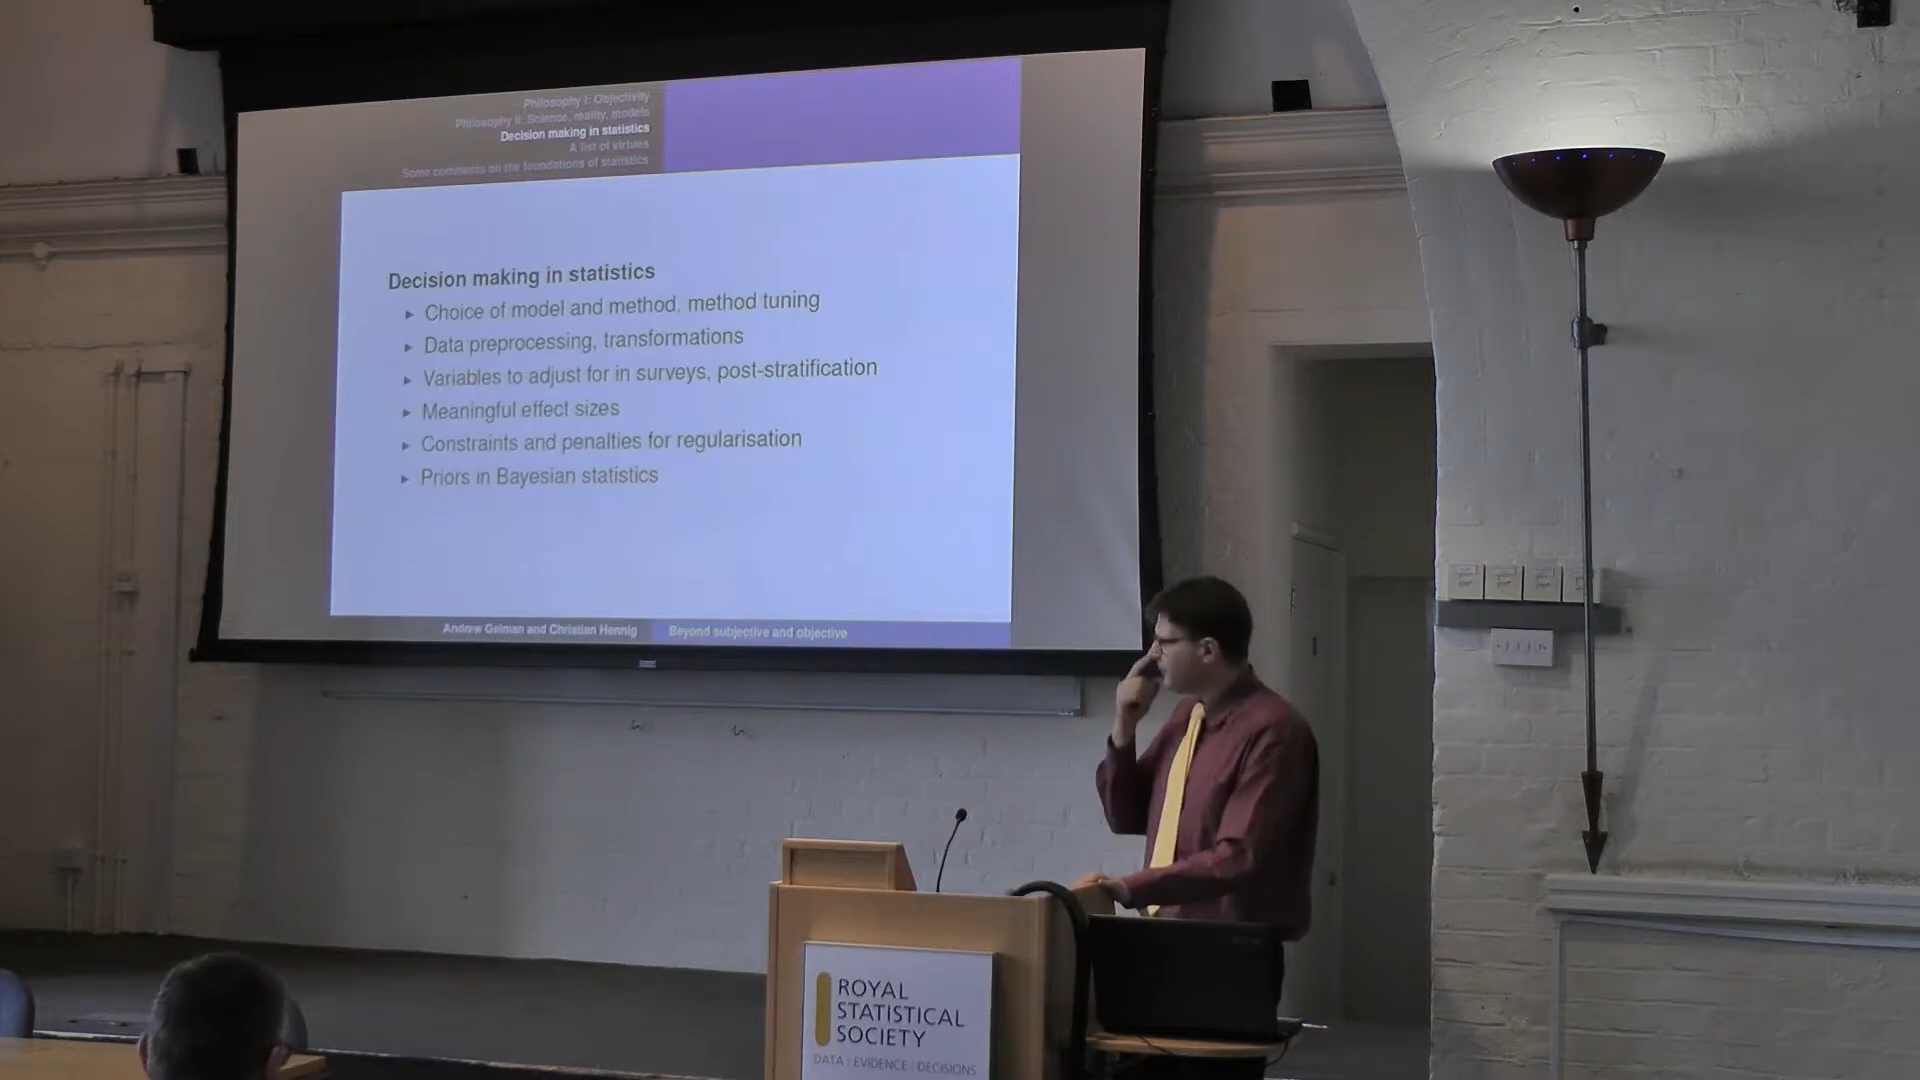 Philosophy I: Objectivity
Philosophy II: Science, reality, models
Decision making in statistics
A list of virtues
Some comments on the foundations of statistics
Decision making in statistics
Choice of model and method, method tuning
Data preprocessing, transformations
Variables to adjust for in surveys, post-stratification
Meaningful effect sizes
Constraints and penalties for regularisation
Priors in Bayesian statistics
Andrew Gelman and Christian Hennig
Beyond subjective and objective
ROYAL
STATISTICAL
SOCIETY
DATA | EVIDENCE | DECISIONS